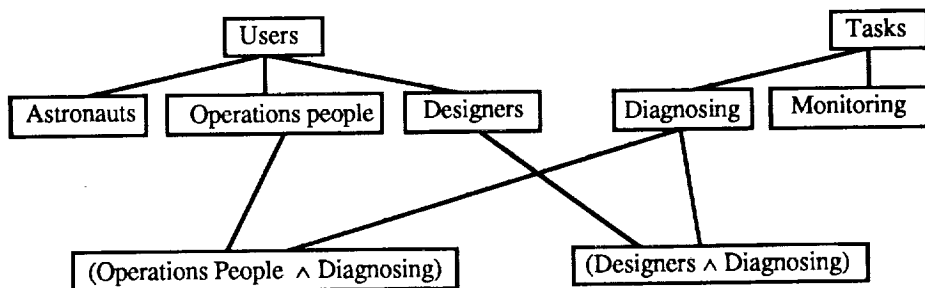 Users
Tasks
Astronauts
Operations people
Designers
Diagnosing
Monitoring
(Operations People ∧ Diagnosing)
(Designers ∧ Diagnosing)